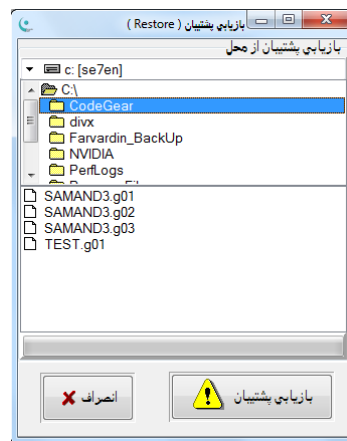 بازیابی پشتیبان ( Restore )
بازیابی پشتیبان از محل
c: [se7en]
C:\
CodeGear
divx
Farvardin_BackUp
NVIDIA
PerfLogs
SAMAND3.g01
SAMAND3.g02
SAMAND3.g03
TEST.g01
بازیابی پشتیبان
انصراف